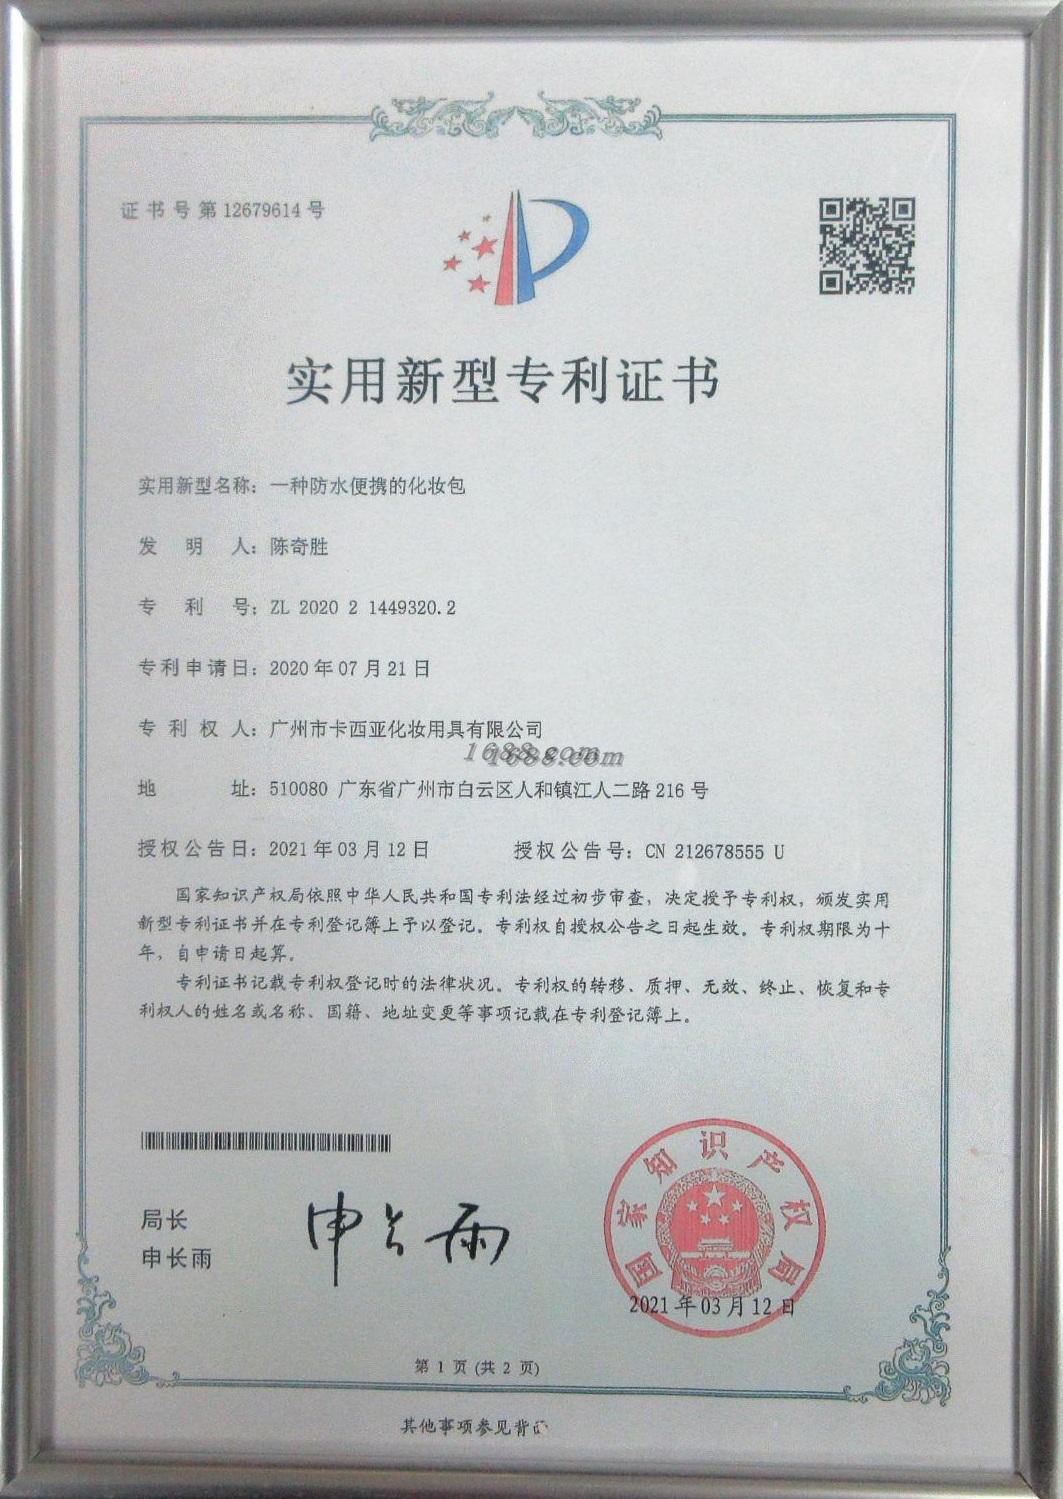 证书号第12679614号
实用新型专利证书
实用新型名称：一种防水便携的化妆包
发明人：陈奇胜
专利号：ZL 2020 2 1449320.2
专利申请日：2020年07月21日
专利权人：广州市卡西亚化妆用具有限公司
1688.com
1688.com
地址：510080 广东省广州市白云区人和镇江人二路216号
授权公告日：2021年03月12日 授权公告号：CN 212678555 U
国家知识产权局依照中华人民共和国专利法经过初步审查，决定授予专利权，颁发实用
新型专利证书并在专利登记簿上予以登记。专利权自授权公告之日起生效。专利权期限为十
年，自申请日起算。
专利证书记载专利权登记时的法律状况。专利权的转移、质押、无效、终止、恢复和专
利权人的姓名或名称、国籍、地址变更等事项记载在专利登记簿上。
局长
申长雨
申长雨
国家知识产权局
2021年03月12日
第 1 页 (共 2 页)
其他事项参见背面